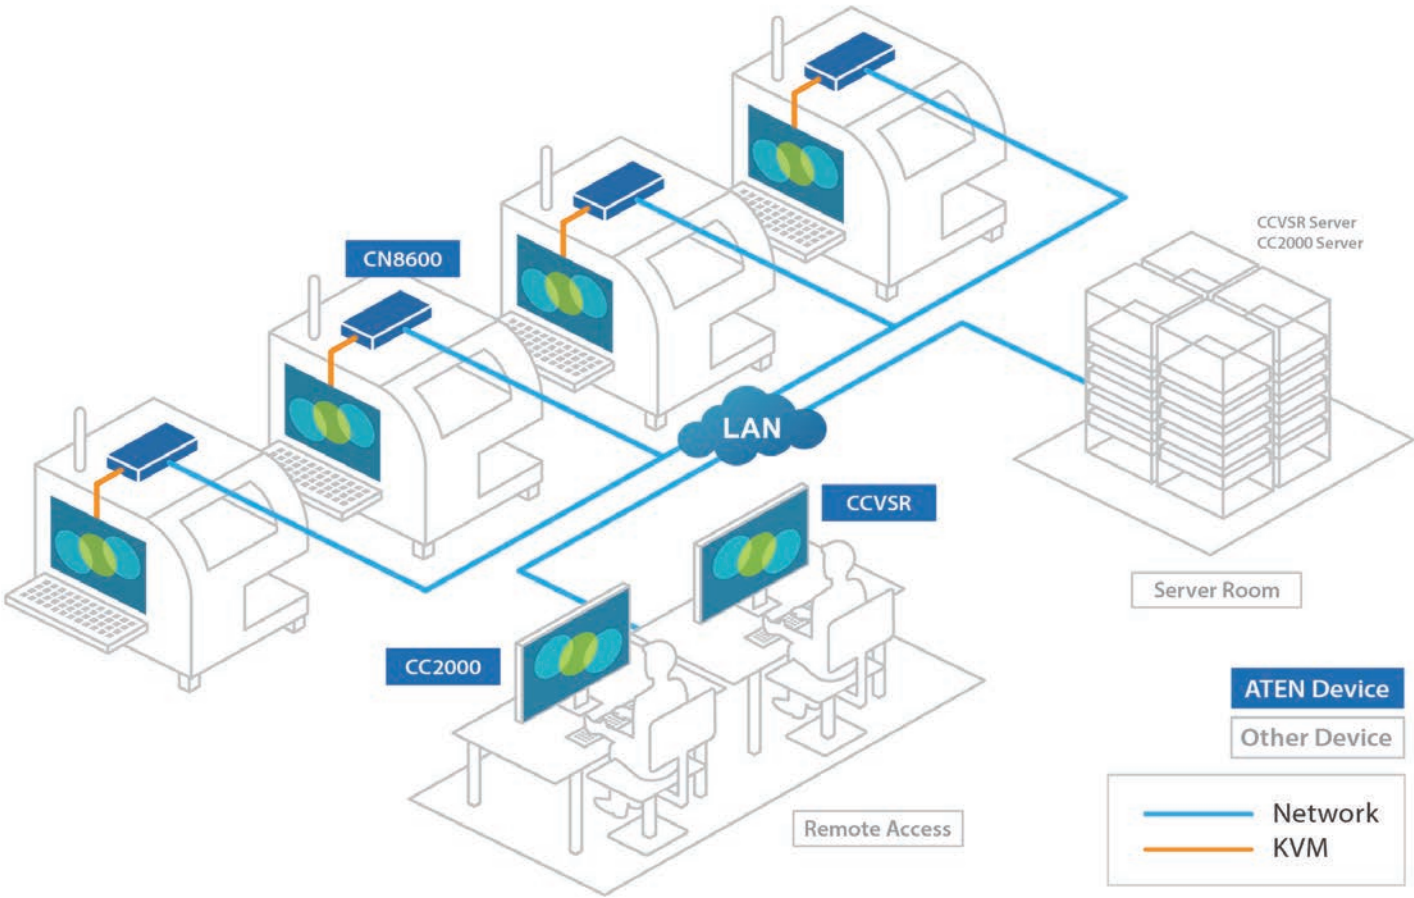 CCVSR Server
CC2000 Server
CN8600
LAN
CCVSR
Server Room
CC2000
ATEN Device
Other Device
Remote Access
Network
KVM